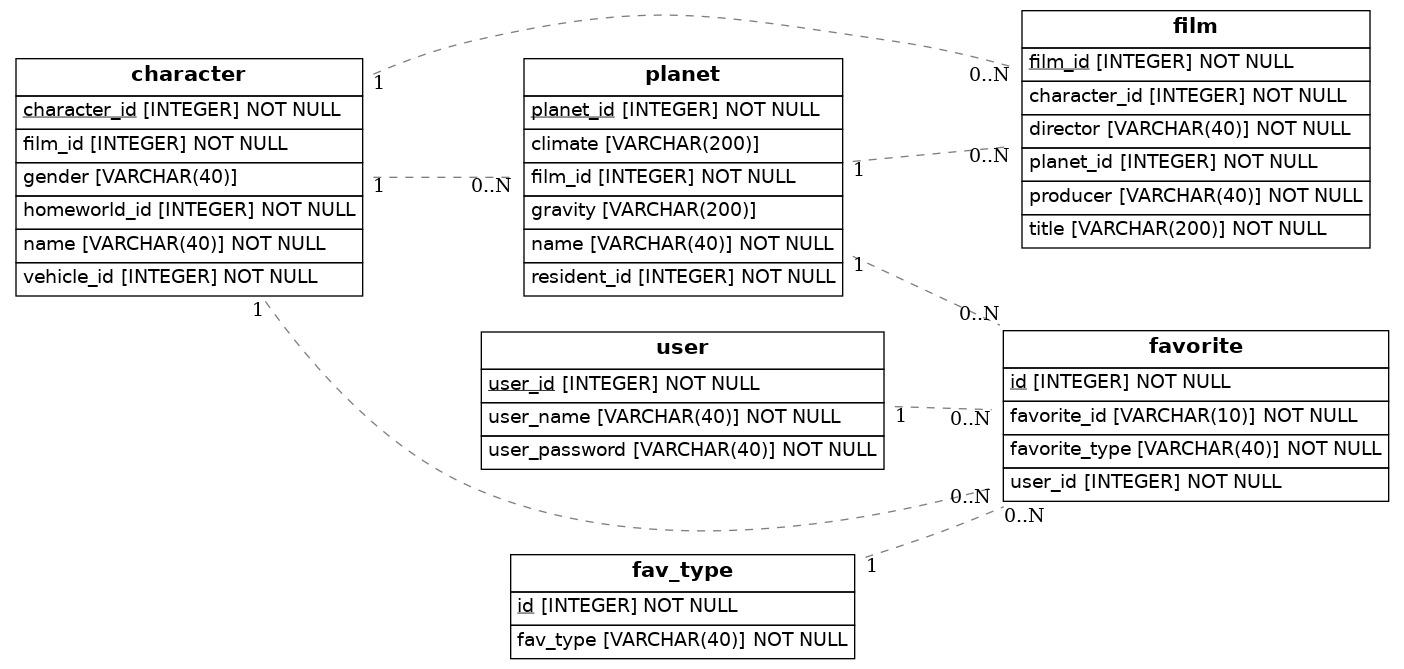 character
character_id [INTEGER] NOT NULL
film_id [INTEGER] NOT NULL
gender [VARCHAR(40)]
homeworld_id [INTEGER] NOT NULL
name [VARCHAR(40)] NOT NULL
vehicle_id [INTEGER] NOT NULL
1
1
1
planet
planet_id [INTEGER] NOT NULL
climate [VARCHAR(200)]
film_id [INTEGER] NOT NULL
gravity [VARCHAR(200)]
name [VARCHAR(40)] NOT NULL
resident_id [INTEGER] NOT NULL
0..N
1
1
film
film_id [INTEGER] NOT NULL
character_id [INTEGER] NOT NULL
director [VARCHAR(40)] NOT NULL
planet_id [INTEGER] NOT NULL
producer [VARCHAR(40)] NOT NULL
title [VARCHAR(200)] NOT NULL
0..N
0..N
user
user_id [INTEGER] NOT NULL
user_name [VARCHAR(40)] NOT NULL
user_password [VARCHAR(40)] NOT NULL
1
favorite
id [INTEGER] NOT NULL
favorite_id [VARCHAR(10)] NOT NULL
favorite_type [VARCHAR(40)] NOT NULL
user_id [INTEGER] NOT NULL
0..N
0..N
0..N
0..N
fav_type
id [INTEGER] NOT NULL
fav_type [VARCHAR(40)] NOT NULL
1